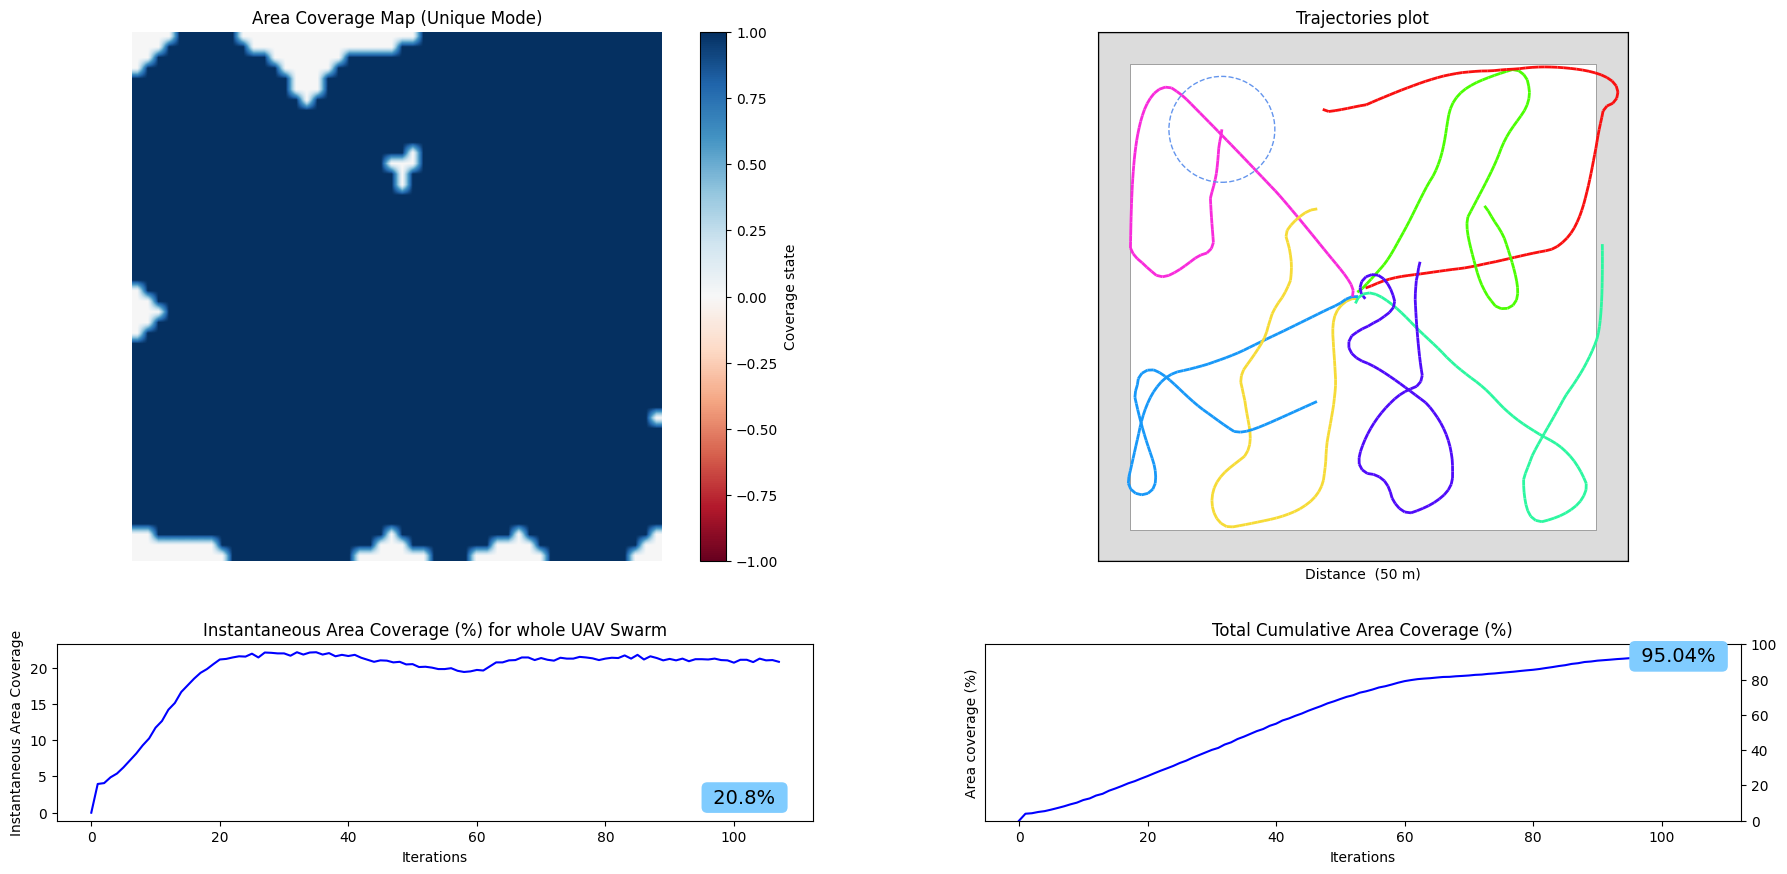 Area Coverage Map (Unique Mode)
1.00
0.75
0.50
0.25
0.00
−0.25
−0.50
−0.75
−1.00
Coverage state
Trajectories plot
Distance  (50 m)
Instantaneous Area Coverage (%) for whole UAV Swarm
Instantaneous Area Coverage
20
15
10
5
0
20.8%
0 20 40 60 80 100
Iterations
Total Cumulative Area Coverage (%)
Area coverage (%)
95.04%
100
80
60
40
20
0
0 20 40 60 80 100
Iterations